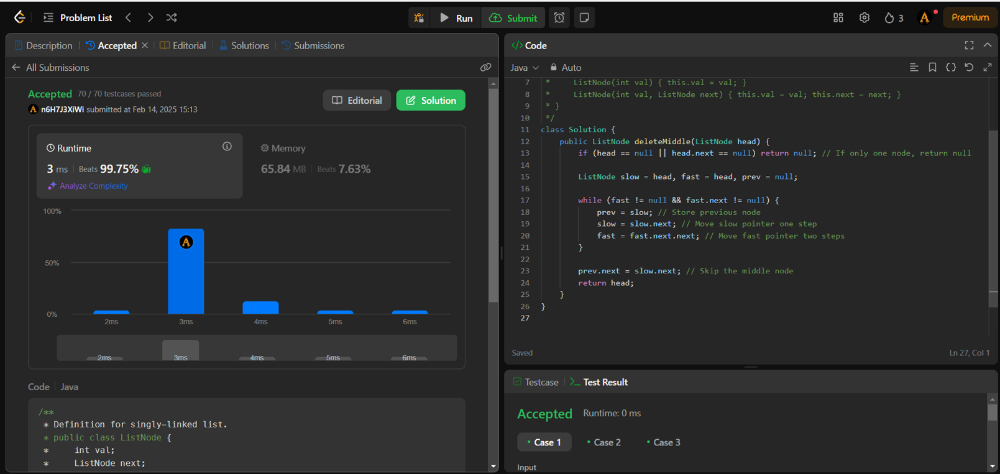 Problem List
Run
Submit
3
Premium
Description
Accepted
Editorial
Solutions
Submissions
All Submissions
Accepted 70 / 70 testcases passed
n6H7J3XiWi submitted at Feb 14, 2025 15:13
Editorial
Solution
Runtime
3 ms | Beats 99.75%
Analyze Complexity
Memory
65.84 MB | Beats 7.63%
100%
50%
0%
2ms 3ms 4ms 5ms 6ms
2ms 3ms 4ms 5ms 6ms
Code | Java
/**
* Definition for singly-linked list.
* public class ListNode {
* int val;
* ListNode next;
</> Code
Java Auto
7 * ListNode(int val) { this.val = val; }
8 * ListNode(int val, ListNode next) { this.val = val; this.next = next; }
9 * }
10 */
11 class Solution {
12 public ListNode deleteMiddle(ListNode head) {
13 if (head == null || head.next == null) return null; // If only one node, return null
14
15 ListNode slow = head, fast = head, prev = null;
16
17 while (fast != null && fast.next != null) {
18 prev = slow; // Store previous node
19 slow = slow.next; // Move slow pointer one step
20 fast = fast.next.next; // Move fast pointer two steps
21 }
22
23 prev.next = slow.next; // Skip the middle node
24 return head;
25 }
26 }
27
Saved
Ln 27, Col 1
Testcase
>_ Test Result
Accepted Runtime: 0 ms
• Case 1 • Case 2 • Case 3
Input